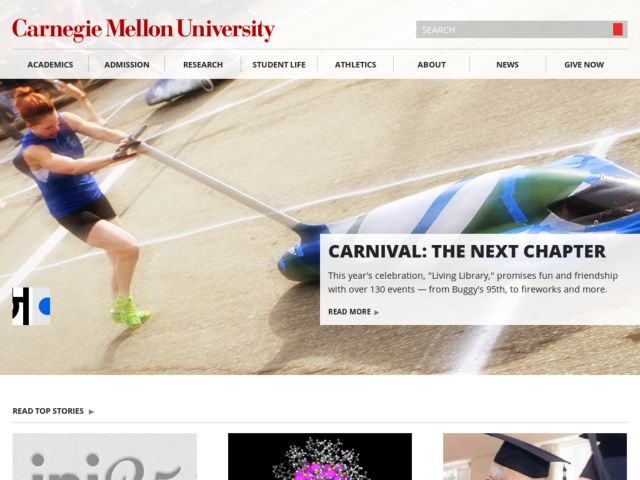 Carnegie Mellon University
SEARCH
ACADEMICS ADMISSION RESEARCH STUDENT LIFE ATHLETICS ABOUT NEWS GIVE NOW
CARNIVAL: THE NEXT CHAPTER
This year's celebration, "Living Library," promises fun and friendship
with over 130 events — from Buggy's 95th, to fireworks and more.
READ MORE
READ TOP STORIES